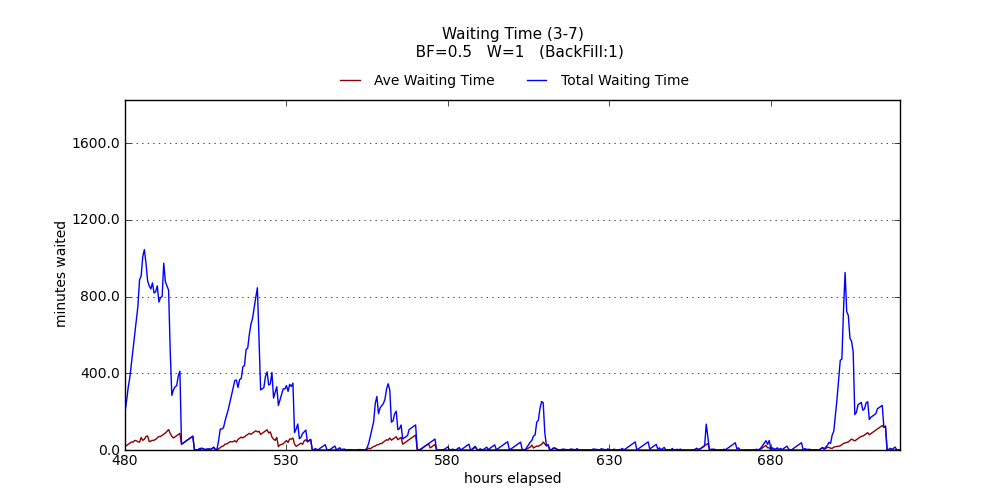 Waiting Time (3-7)
BF=0.5 W=1 (BackFill:1)
Ave Waiting Time Total Waiting Time
1600.0
1200.0
800.0
400.0
0.0
minutes waited
480 530 580 630 680
hours elapsed